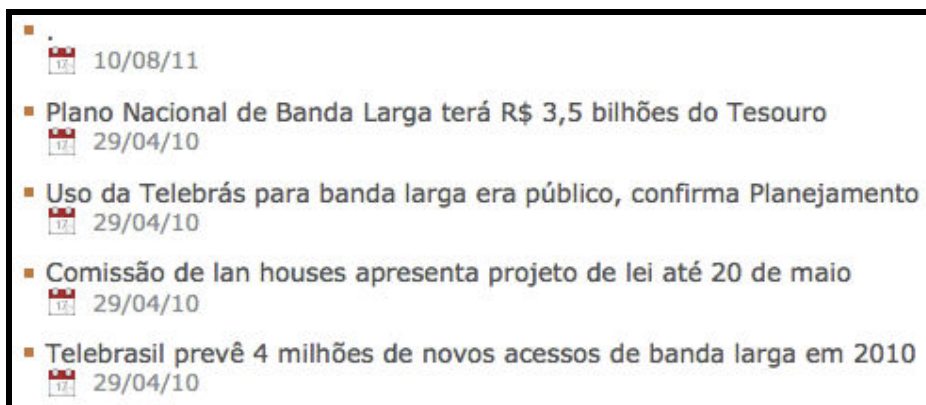 .
10/08/11
Plano Nacional de Banda Larga terá R$ 3,5 bilhões do Tesouro
29/04/10
Uso da Telebrás para banda larga era público, confirma Planejamento
29/04/10
Comissão de lan houses apresenta projeto de lei até 20 de maio
29/04/10
Telebrasil prevê 4 milhões de novos acessos de banda larga em 2010
29/04/10